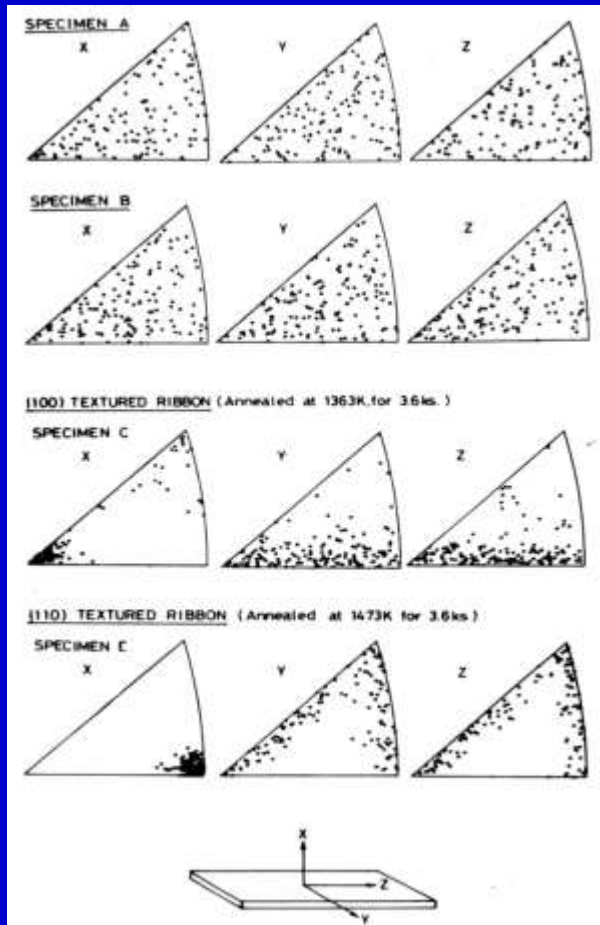 SPECIMEN A
X Y Z
SPECIMEN B
X Y Z
{100} TEXTURED RIBBON (Annealed at 1363K, for 3.6ks.)
SPECIMEN C
X Y Z
{110} TEXTURED RIBBON (Annealed at 1473K for 3.6ks)
SPECIMEN
X Y Z
X
Z
Y